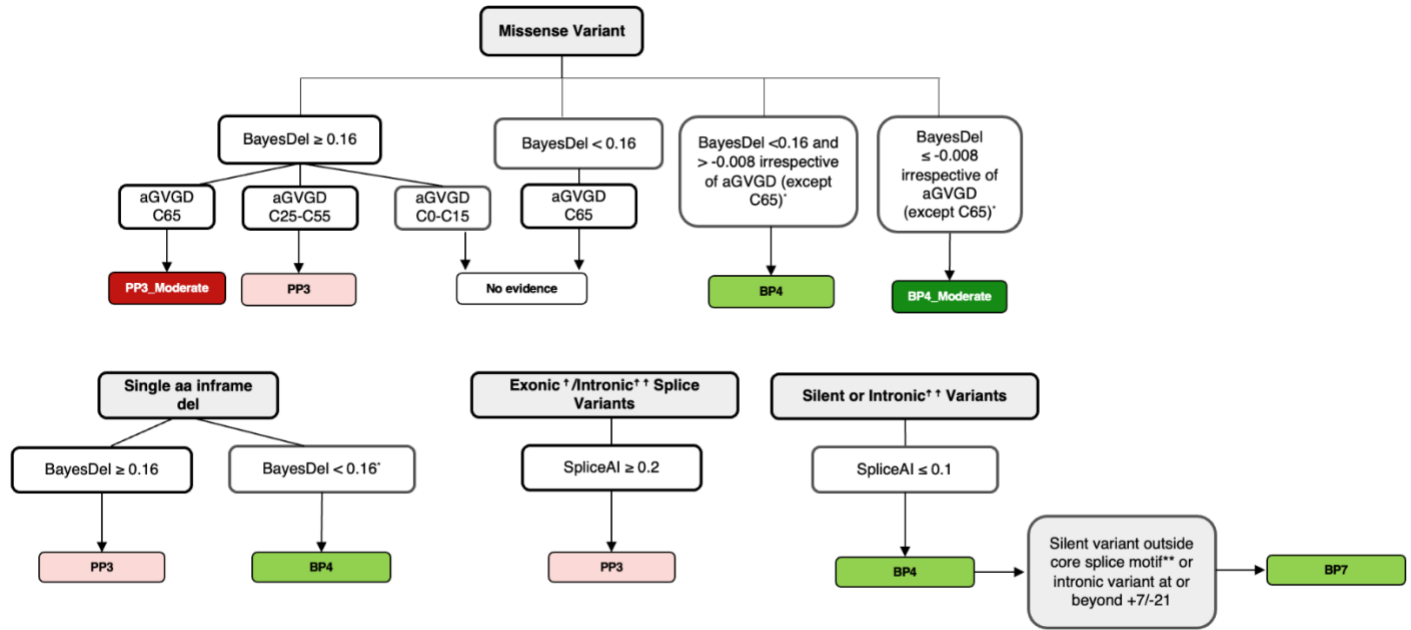 Missense Variant
BayesDel ≥ 0.16
BayesDel < 0.16
BayesDel <0.16 and
> -0.008 irrespective
of aGVGD (except
C65)*
BayesDel
≤ -0.008
irrespective of
aGVGD
(except C65)*
aGVGD
C65
aGVGD
C25-C55
aGVGD
C0-C15
aGVGD
C65
PP3_Moderate
PP3
No evidence
BP4
BP4_Moderate
Single aa inframe
del
BayesDel ≥ 0.16
BayesDel < 0.16*
PP3
BP4
Exonic †/Intronic†† Splice
Variants
SpliceAI ≥ 0.2
PP3
Silent or Intronic†† Variants
SpliceAI ≤ 0.1
BP4
Silent variant outside
core splice motif** or
intronic variant at or
beyond +7/-21
BP7